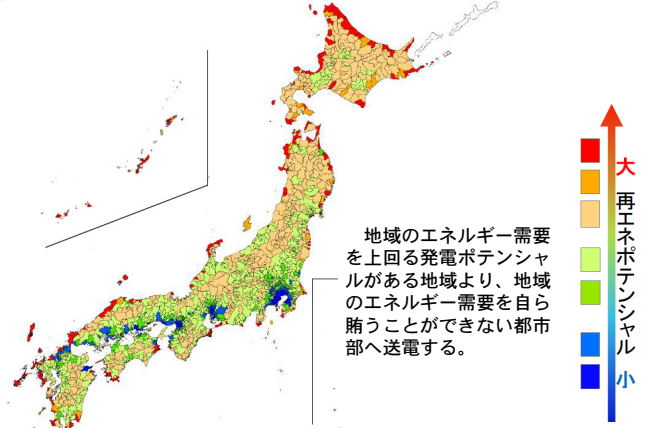 地域のエネルギー需要
を上回る発電ポテンシャ
ルがある地域より、地域
のエネルギー需要を自ら
賄うことができない都市
部へ送電する。
大
再エネポテンシャル
小